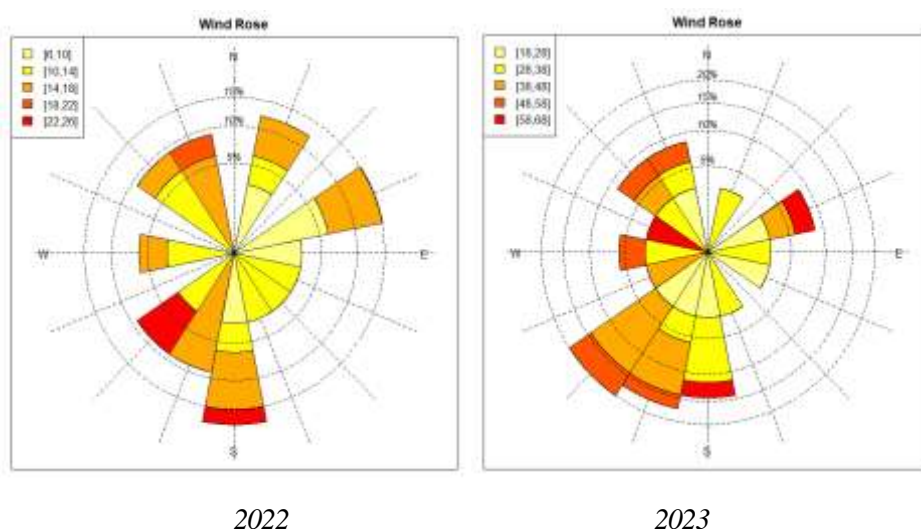 Wind Rose
N
[6,10]
[10,14]
[14,18]
[18,22]
[22,26]
15%
10%
5%
W
E
S
Wind Rose
N
[18,28]
[28,38]
[38,48]
[48,58]
[58,68]
20%
15%
10%
5%
W
E
S
2022
2023